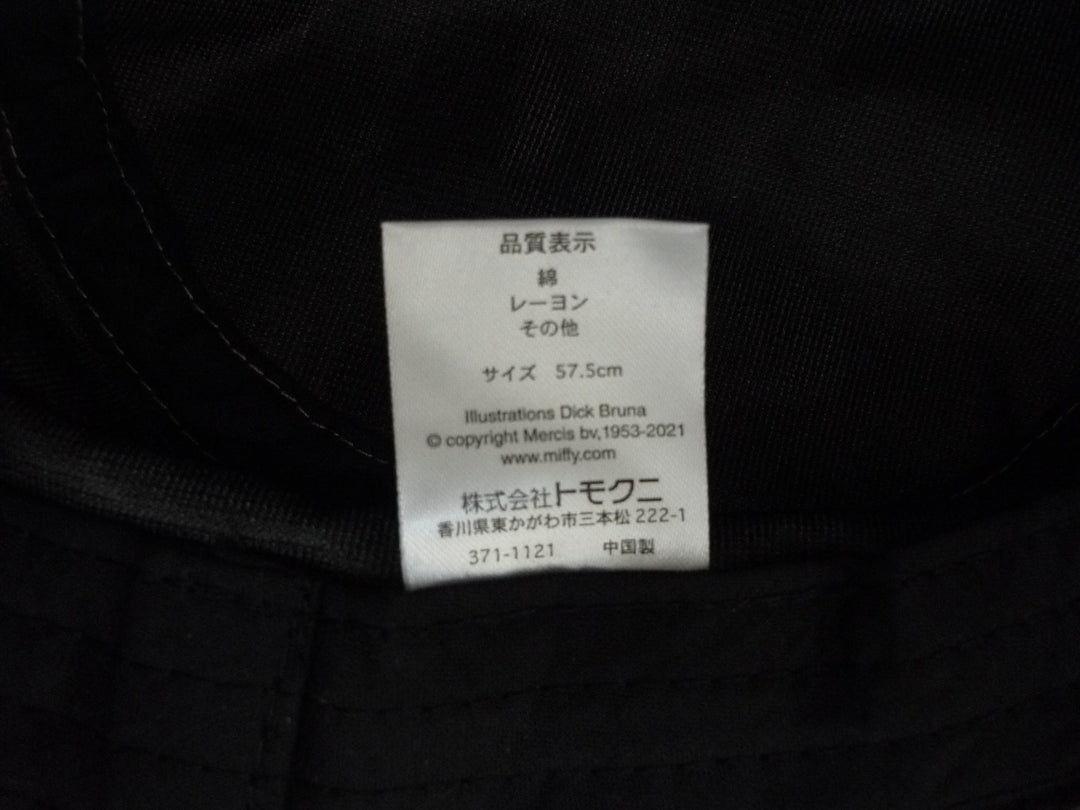 品質表示
綿
レーヨン
その他
サイズ 57.5cm
Illustrations Dick Bruna
© copyright Mercis bv,1953-2021
www.miffy.com
株式会社トモクニ
香川県東かがわ市三本松 222-1
371-1121 中国製